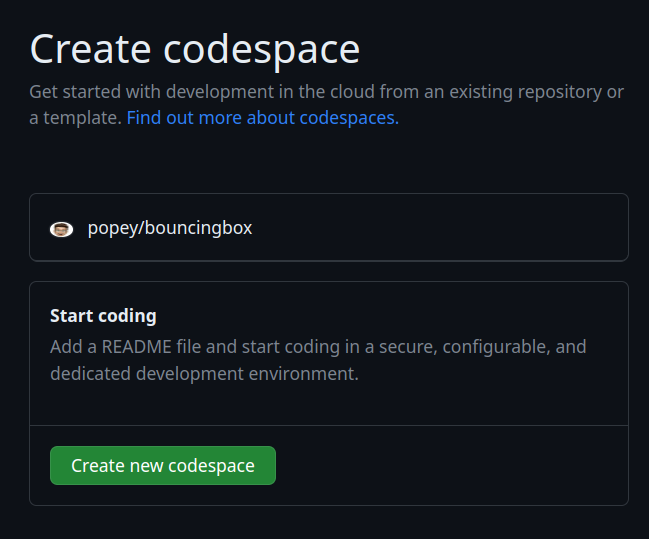 Create codespace
Get started with development in the cloud from an existing repository or
a template. Find out more about codespaces.
popey/bouncingbox
Start coding
Add a README file and start coding in a secure, configurable, and
dedicated development environment.
Create new codespace